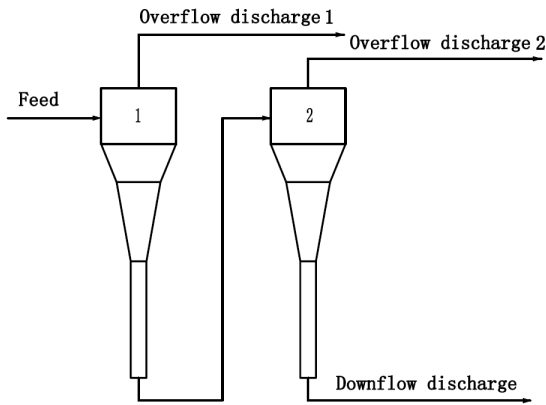 Overflow discharge 1
Overflow discharge 2
Feed
1
2
Downflow discharge